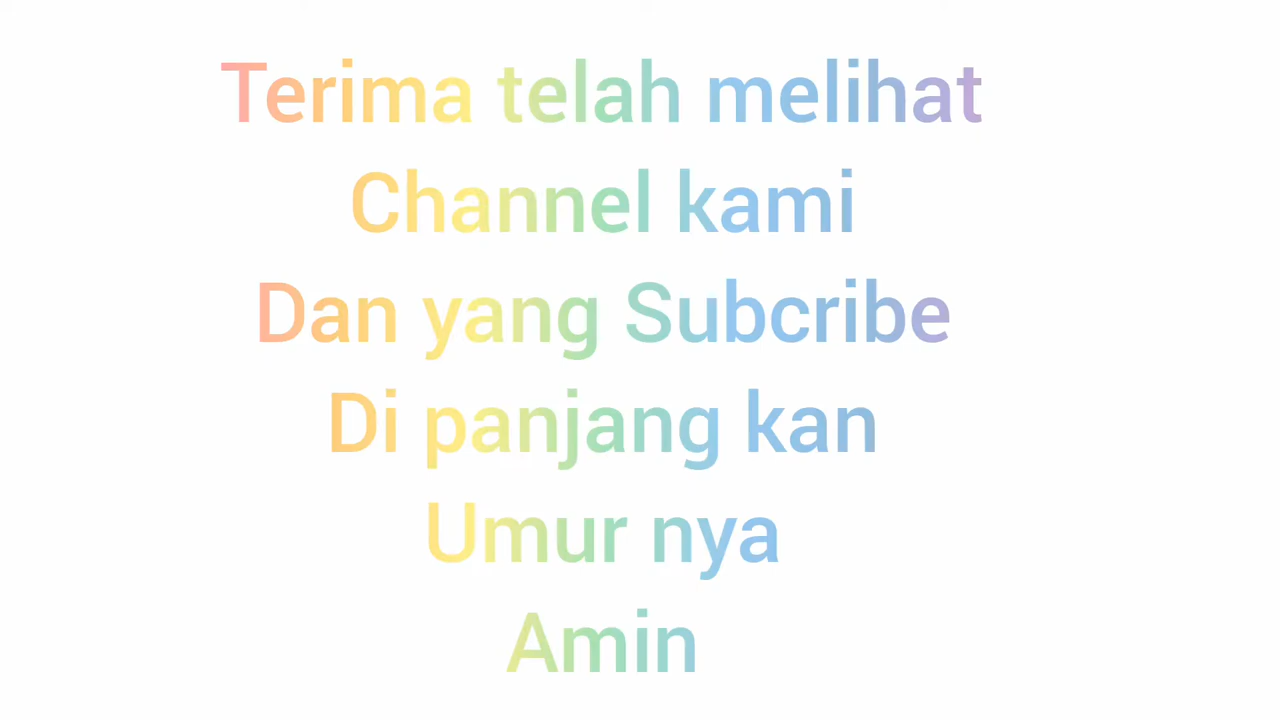 Terima telah melihat
Channel kami
Dan yang Subcribe
Di panjang kan
Umur nya
Amin